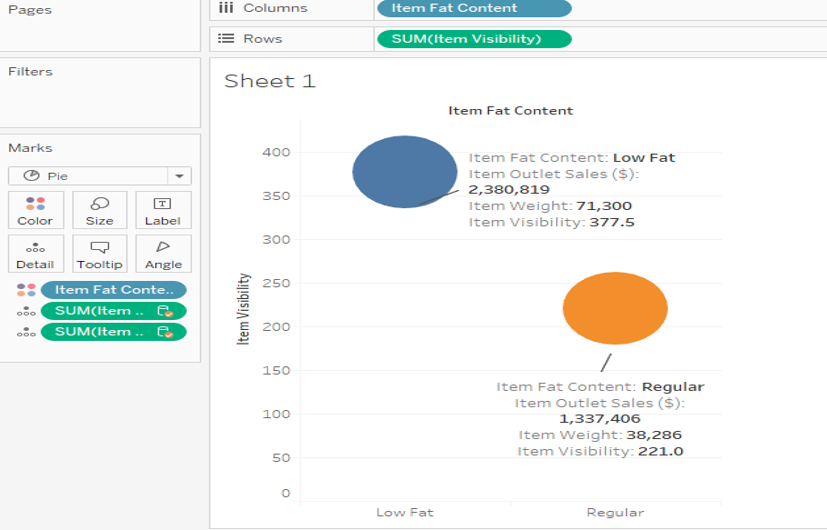 Pages
Columns
Item Fat Content
Rows
SUM(Item Visibility)
Filters
Marks
Pie
Color
Size
Label
Detail
Tooltip
Angle
Item Fat Conte..
SUM(Item ..
SUM(Item ..
Sheet 1
Item Fat Content
Item Visibility
400
350
300
250
200
150
100
50
0
Item Fat Content: Low Fat
Item Outlet Sales ($):
2,380,819
Item Weight: 71,300
Item Visibility: 377.5
Item Fat Content: Regular
Item Outlet Sales ($):
1,337,406
Item Weight: 38,286
Item Visibility: 221.0
Low Fat
Regular